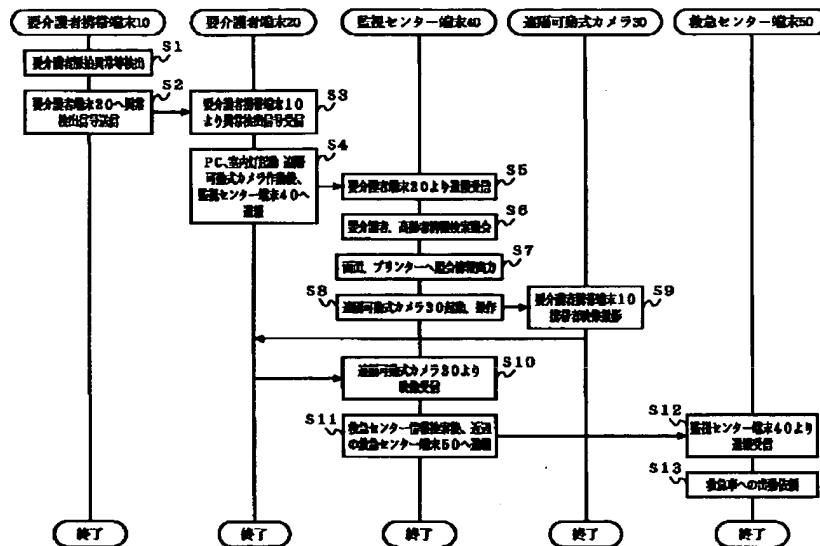 要介護者携帯端末10
要介護者端末20
監視センター端末40
遠隔可動式カメラ30
救急センター端末50
S1
要介護者脈拍異常等検出
S2
要介護者端末20へ異常
検出信号送信
S3
要介護者携帯端末10
より異常検出信号受信
S4
PC、室内灯起動 遠隔
可動式カメラ作動後、
監視センター端末40へ
通報
S5
要介護者端末20より通報受信
S6
要介護者、高齢者情報検索照合
S7
画面、プリンターへ照合情報出力
S8
遠隔可動式カメラ30起動、操作
S9
要介護者携帯端末10
携帯者映像撮影
S10
遠隔可動式カメラ30より
映像受信
S11
救急センター情報検索後、近辺
の救急センター端末50へ通報
S12
監視センター端末40より
通報受信
S13
救急車への出動依頼
終了
終了
終了
終了
終了